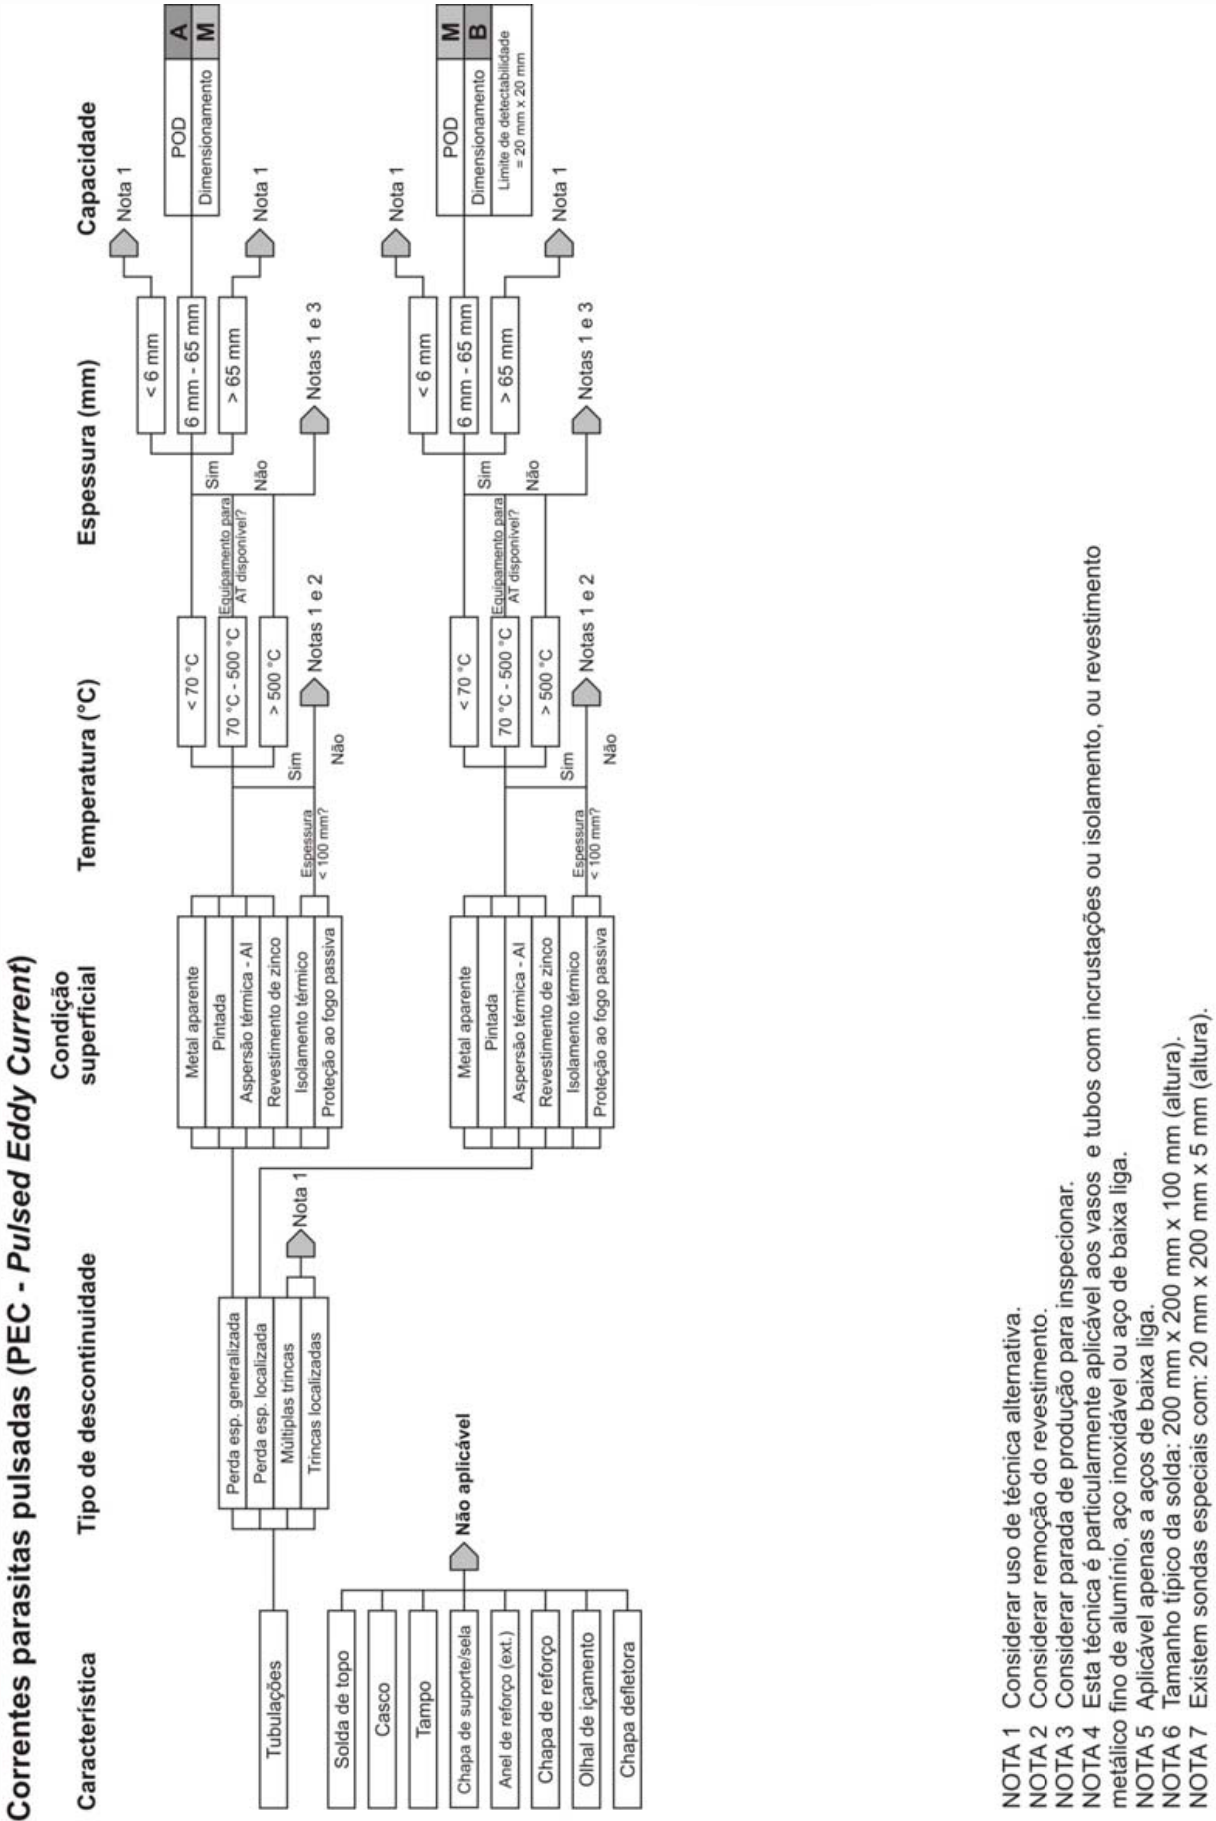 Correntes parasitas pulsadas (PEC - Pulsed Eddy Current)
Característica
Tipo de descontinuidade
Condição
superficial
Temperatura (°C)
Espessura (mm)
Capacidade
Tubulações
Solda de topo
Casco
Tampo
Chapa de suporte/sela
Anel de reforço (ext.)
Chapa de reforço
Olhal de içamento
Chapa defletora
Não aplicável
Perda esp. generalizada
Perda esp. localizada
Múltiplas trincas
Trincas localizadas
Nota 1
Metal aparente
Pintada
Aspersão térmica - Al
Revestimento de zinco
Isolamento térmico
Proteção ao fogo passiva
Espessura
< 100 mm?
Sim
Não
Notas 1 e 2
< 70 °C
70 °C - 500 °C
> 500 °C
Equipamento para
AT disponível?
Sim
Não
Notas 1 e 3
< 6 mm
6 mm - 65 mm
> 65 mm
Nota 1
Nota 1
POD A
Dimensionamento M
Metal aparente
Pintada
Aspersão térmica - Al
Revestimento de zinco
Isolamento térmico
Proteção ao fogo passiva
Espessura
< 100 mm?
Sim
Não
Notas 1 e 2
< 70 °C
70 °C - 500 °C
> 500 °C
Equipamento para
AT disponível?
Sim
Não
Notas 1 e 3
< 6 mm
6 mm - 65 mm
> 65 mm
Nota 1
Nota 1
POD M
Dimensionamento B
Limite de detectabilidade
= 20 mm x 20 mm
NOTA 1 Considerar uso de técnica alternativa.
NOTA 2 Considerar remoção do revestimento.
NOTA 3 Considerar parada de produção para inspecionar.
NOTA 4 Esta técnica é particularmente aplicável aos vasos e tubos com incrustações ou isolamento, ou revestimento
metálico fino de alumínio, aço inoxidável ou aço de baixa liga.
NOTA 5 Aplicável apenas a aços de baixa liga.
NOTA 6 Tamanho típico da solda: 200 mm x 200 mm x 100 mm (altura).
NOTA 7 Existem sondas especiais com: 20 mm x 200 mm x 5 mm (altura).